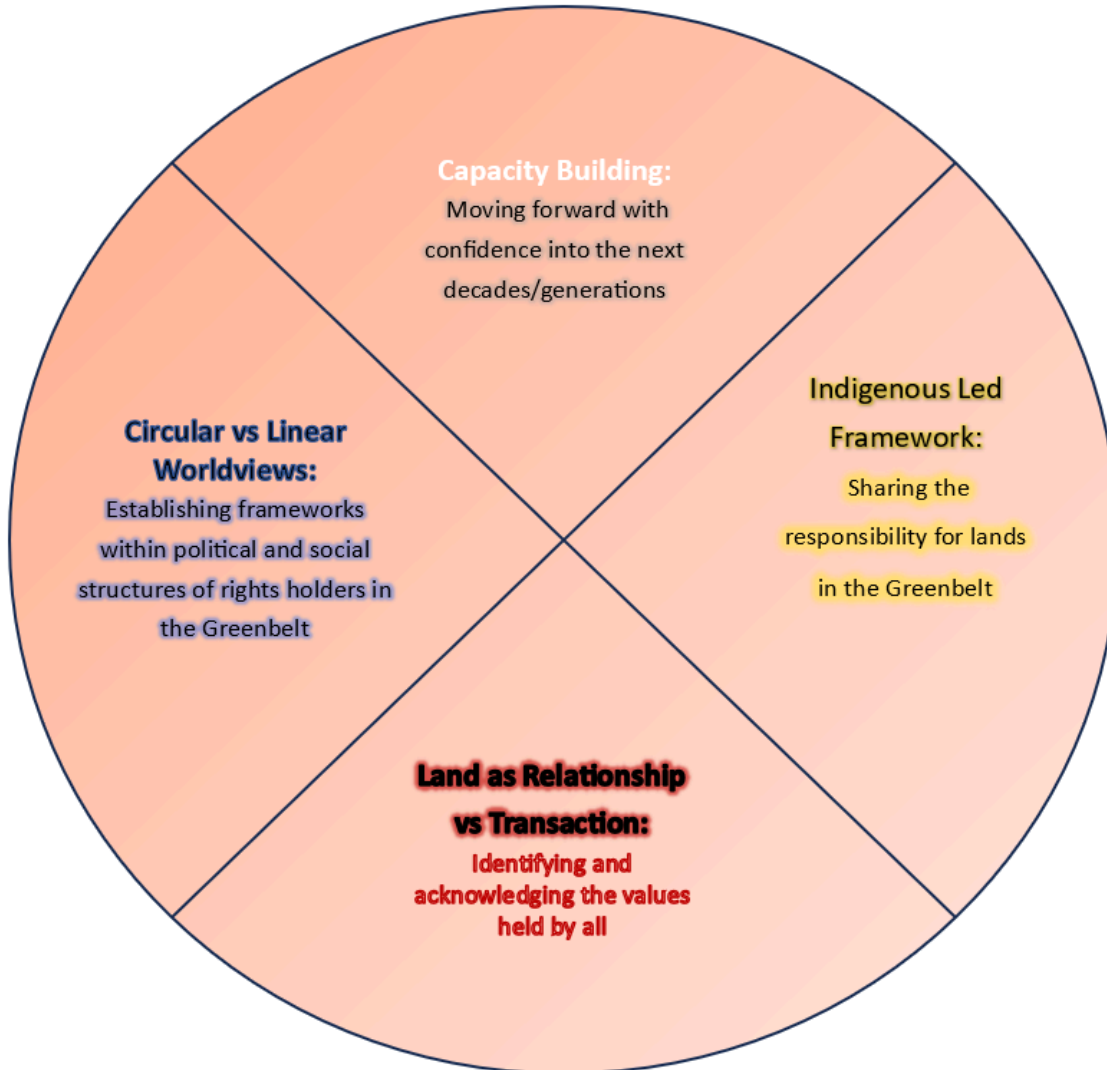 Capacity Building:
Moving forward with
confidence into the next
decades/generations
Indigenous Led
Framework:
Sharing the
responsibility for lands
in the Greenbelt
Circular vs Linear
Worldviews:
Establishing frameworks
within political and social
structures of rights holders in
the Greenbelt
Land as Relationship
vs Transaction:
Identifying and
acknowledging the values
held by all